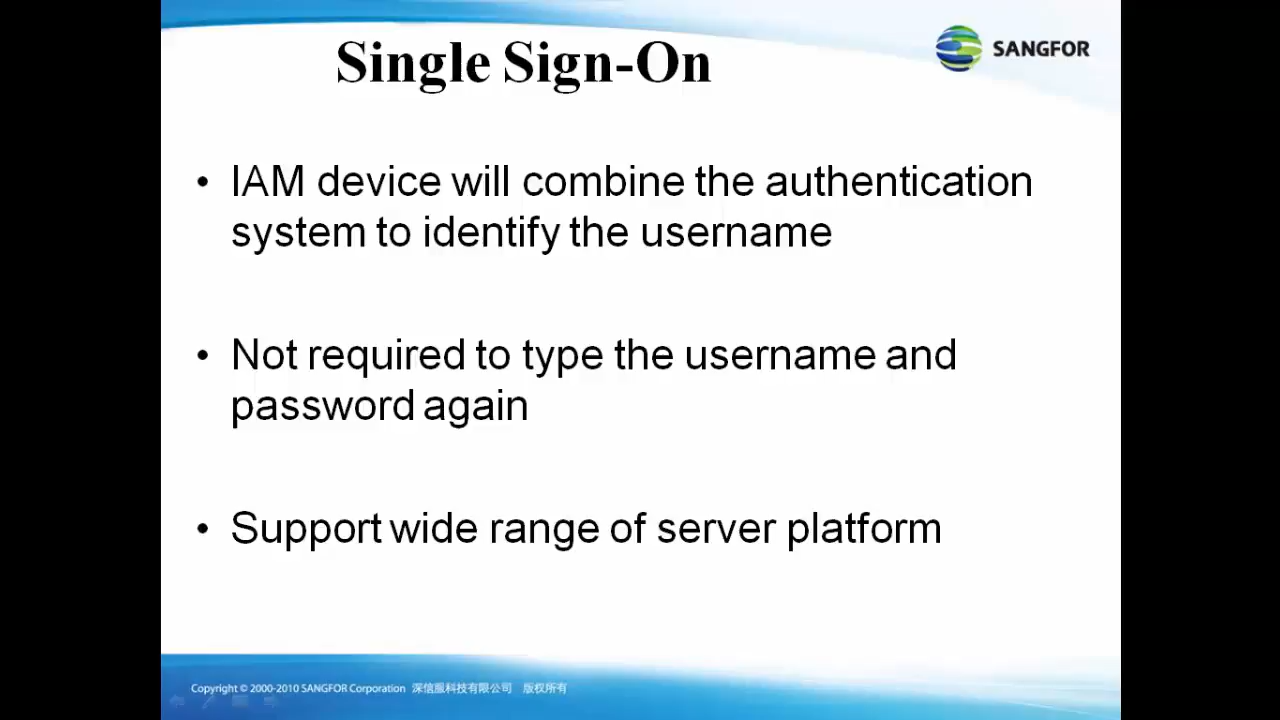 Single Sign-On
SANGFOR
• IAM device will combine the authentication
system to identify the username
• Not required to type the username and
password again
• Support wide range of server platform
Copyright © 2000-2010 SANGFOR Corporation 深信服科技有限公司 版权所有